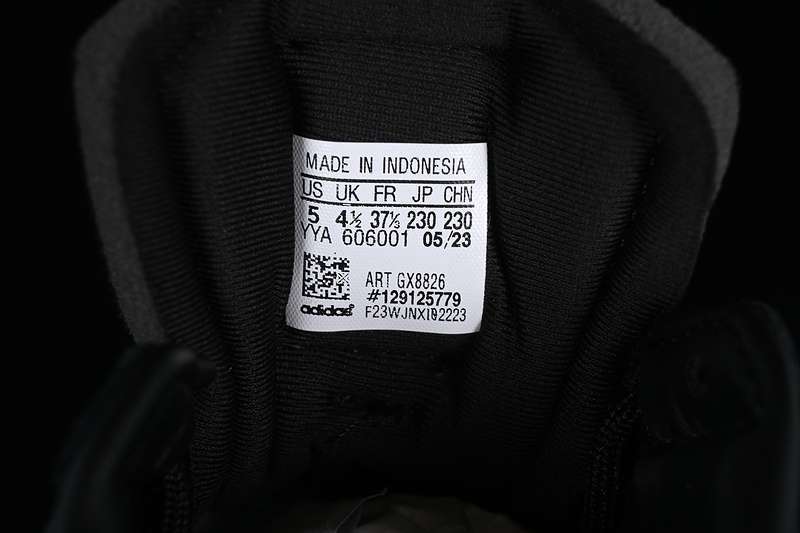 MADE IN INDONESIA
US UK FR JP CHN
5 4½ 37⅓ 230 230
YYA 606001 05/23
ART GX8826
#129125779
adidas